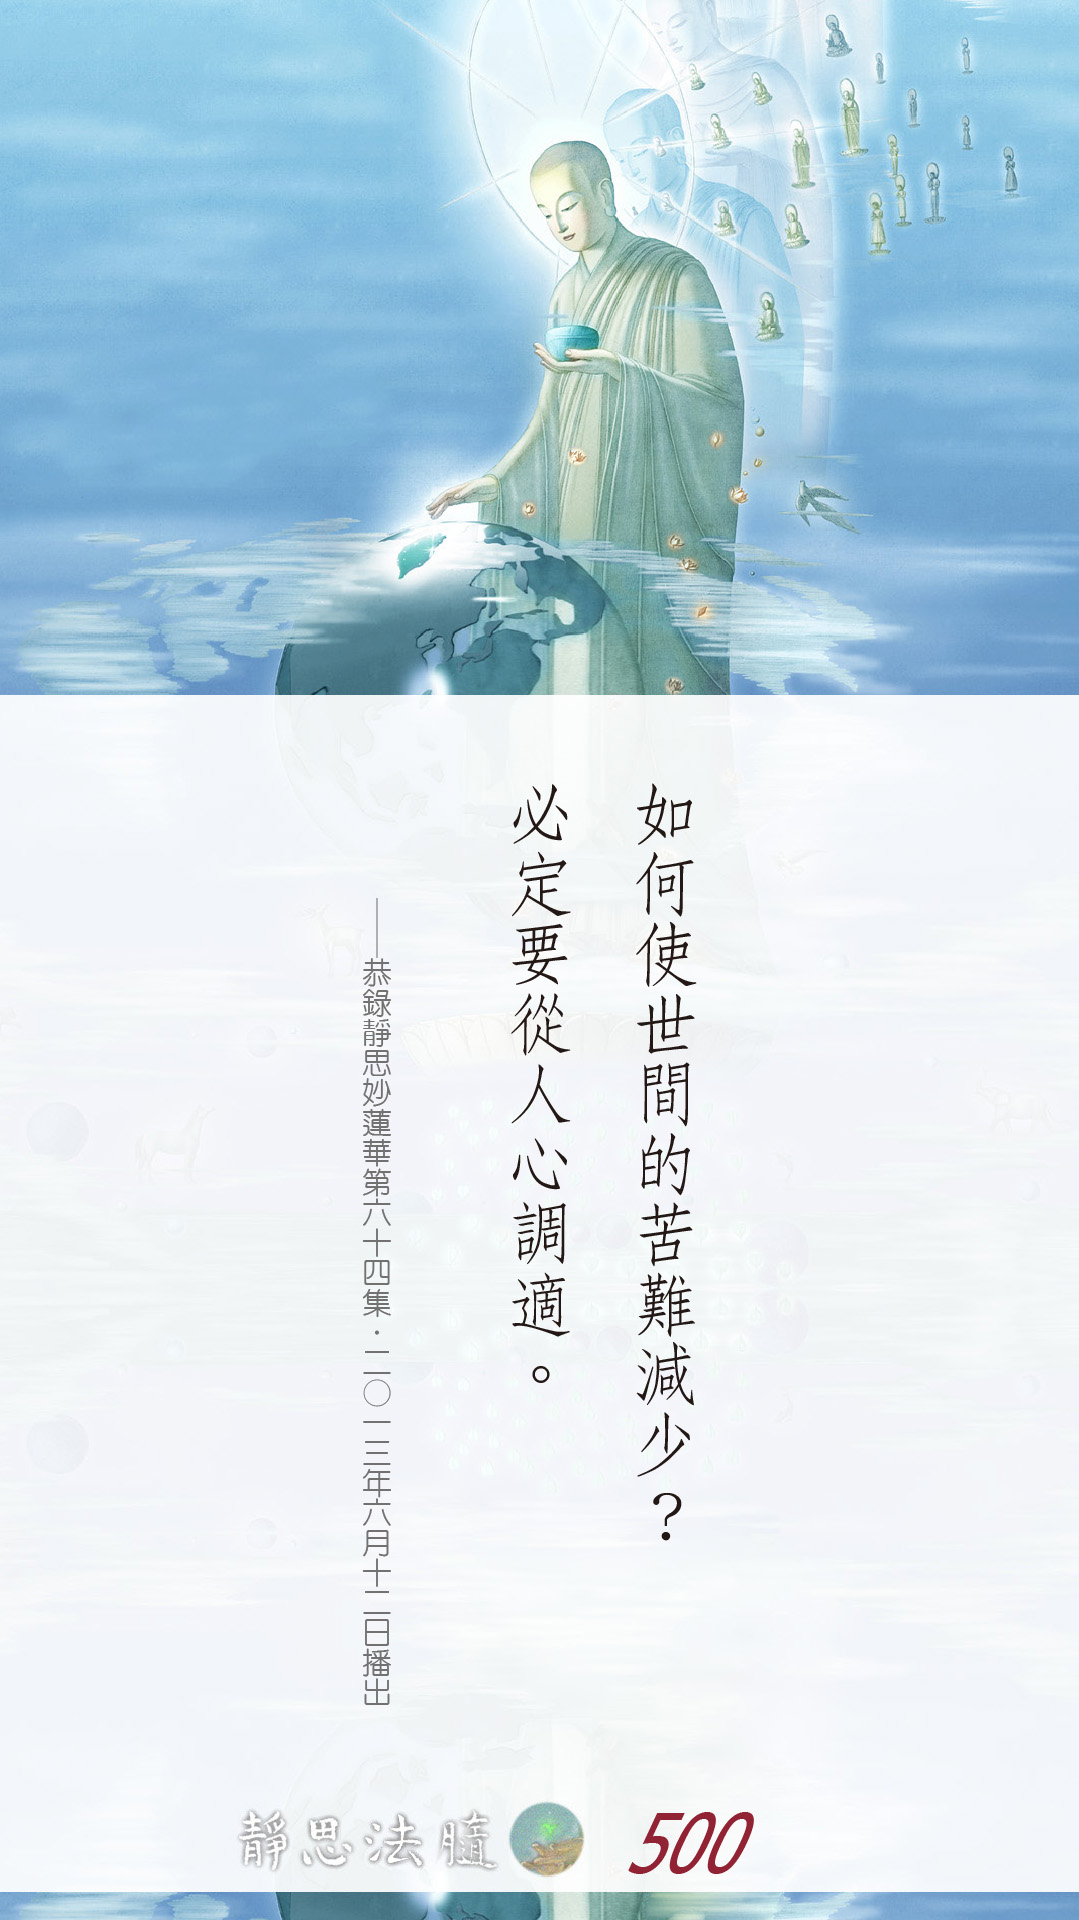 如何使世間的苦難減少？
必定要從人心調適。
——恭錄靜思妙蓮華第六十四集．二〇一三年六月十二日播出
靜思法髓
500